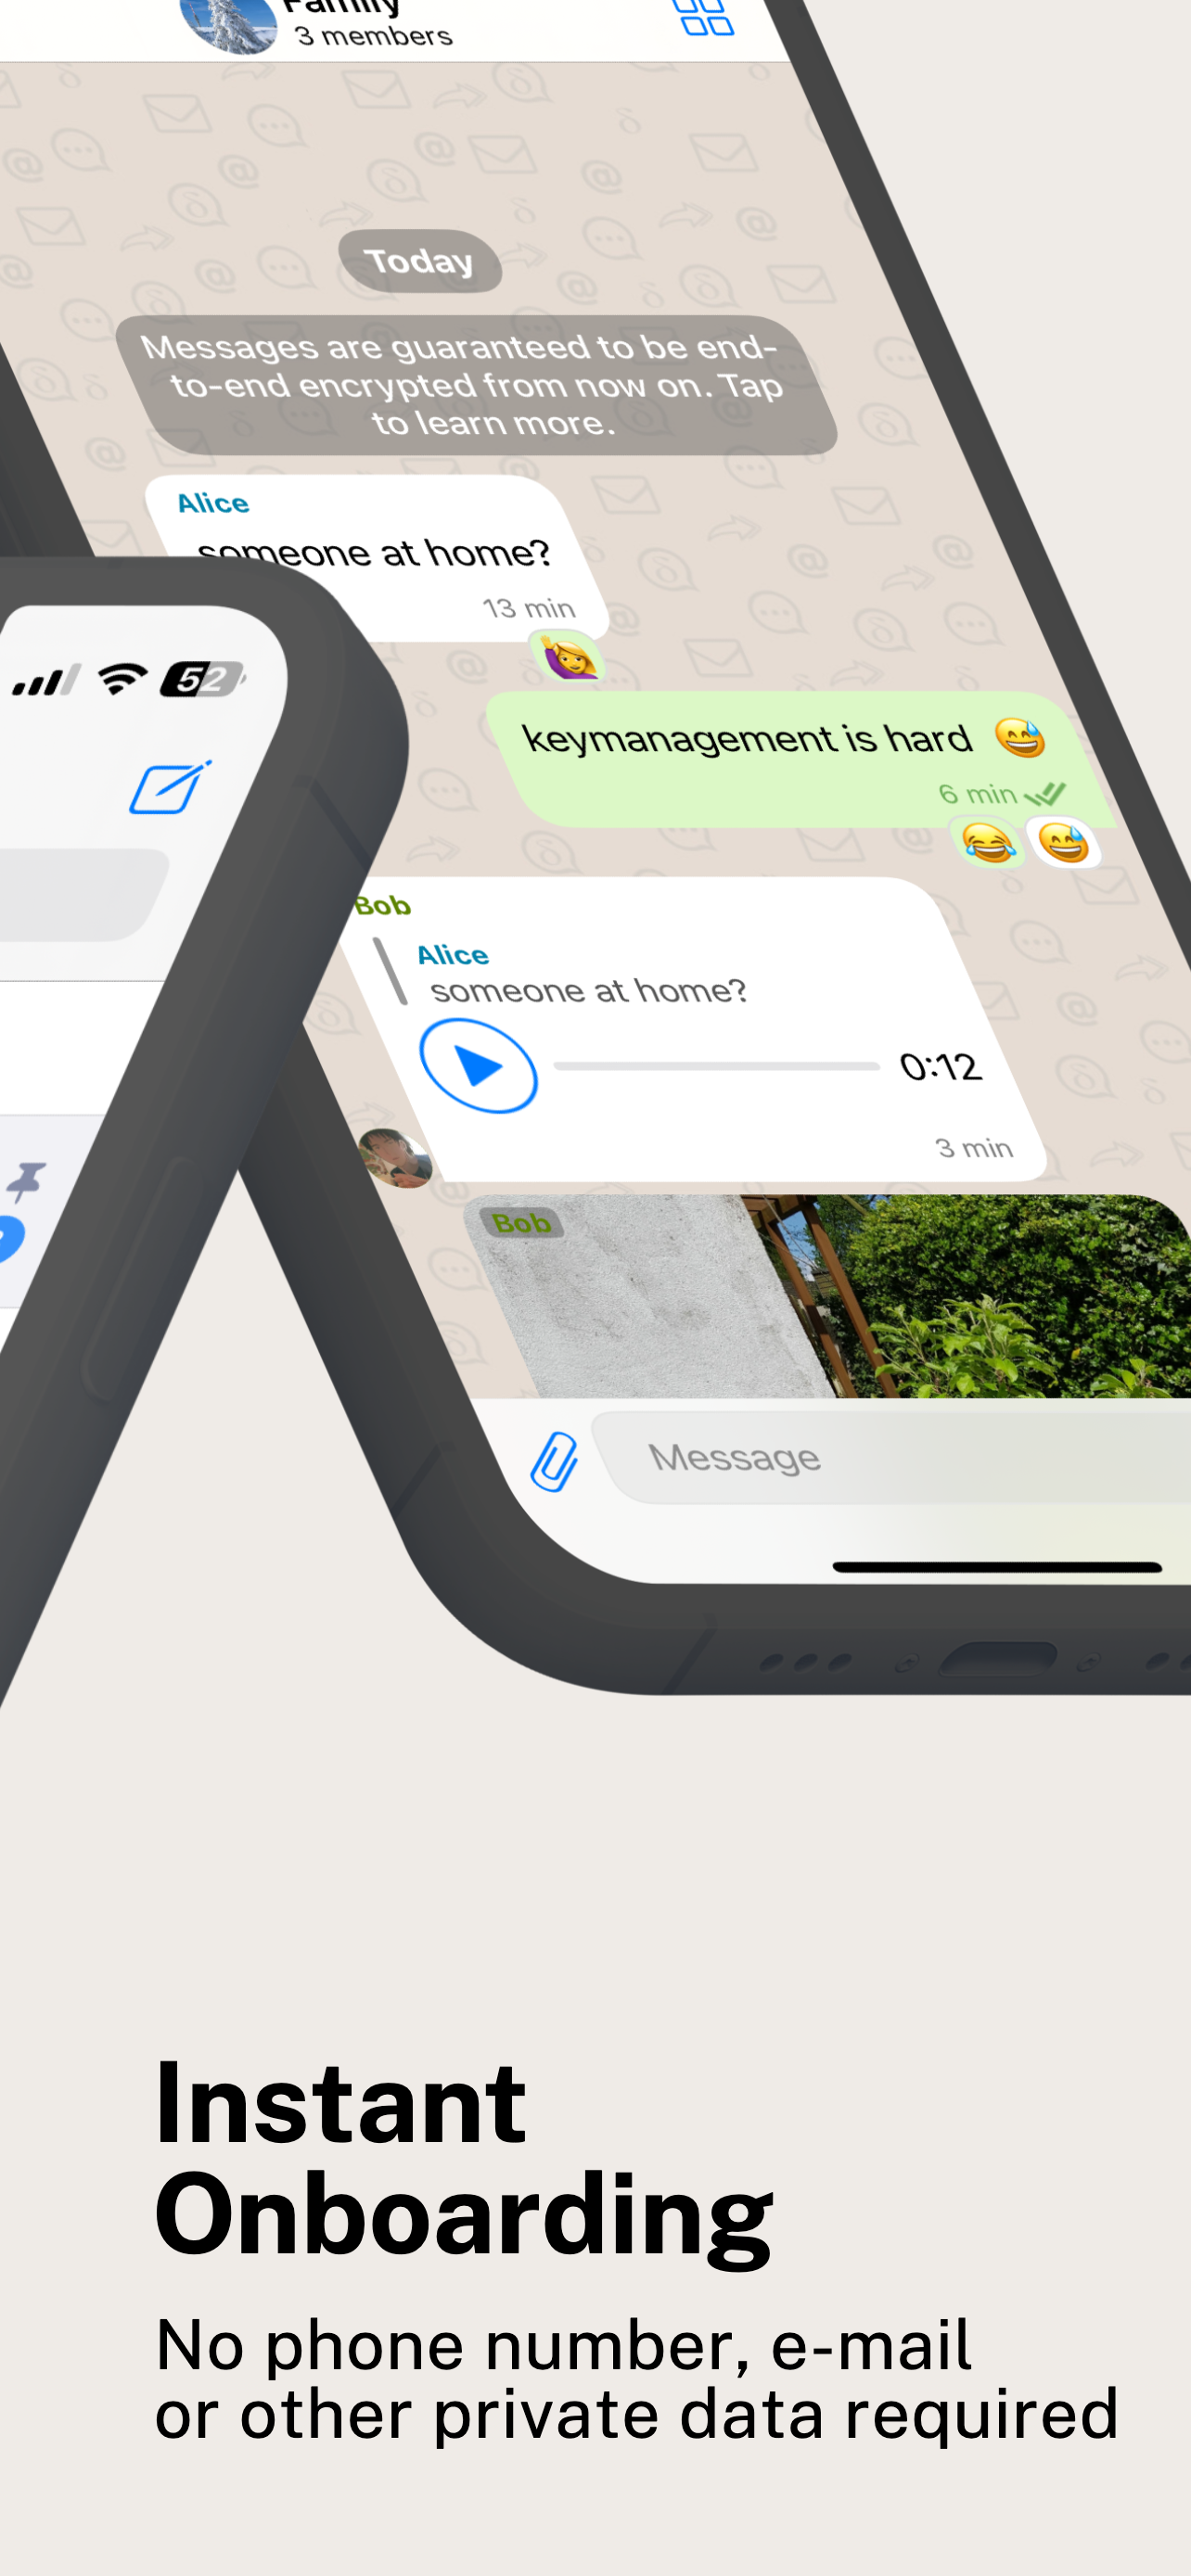 Family
3 members
Today
Messages are guaranteed to be end-
to-end encrypted from now on. Tap
to learn more.
Alice
someone at home?
13 min
52
keymanagement is hard 😅
6 min
😂 😅
Bob
Alice
someone at home?
0:12
3 min
Bob
Message
Instant
Onboarding
No phone number, e-mail
or other private data required